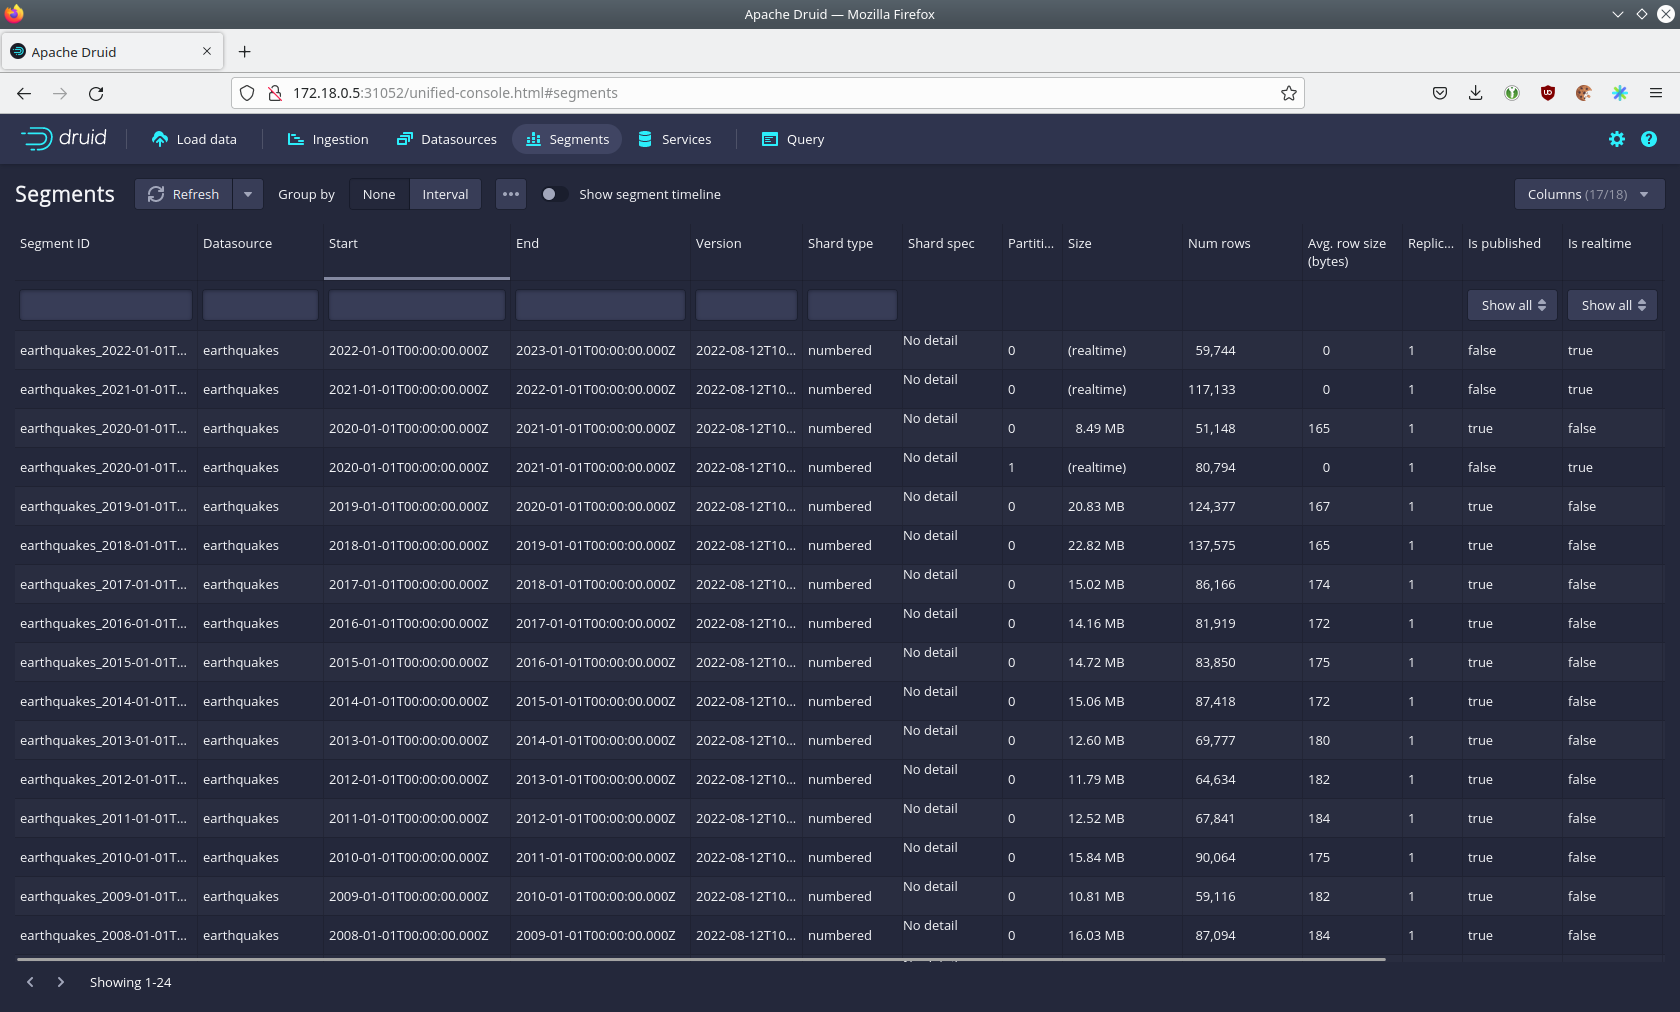 Apache Druid — Mozilla Firefox
Apache Druid
172.18.0.5:31052/unified-console.html#segments
druid Load data Ingestion Datasources Segments Services Query
Segments Refresh Group by None Interval Show segment timeline Columns (17/18)
Segment ID Datasource Start End Version Shard type Shard spec Partiti... Size Num rows Avg. row size (bytes) Replic... Is published Is realtime
Show all Show all
earthquakes_2022-01-01T... earthquakes 2022-01-01T00:00:00.000Z 2023-01-01T00:00:00.000Z 2022-08-12T10... numbered No detail 0 (realtime) 59,744 0 1 false true
earthquakes_2021-01-01T... earthquakes 2021-01-01T00:00:00.000Z 2022-01-01T00:00:00.000Z 2022-08-12T10... numbered No detail 0 (realtime) 117,133 0 1 false true
earthquakes_2020-01-01T... earthquakes 2020-01-01T00:00:00.000Z 2021-01-01T00:00:00.000Z 2022-08-12T10... numbered No detail 0 8.49 MB 51,148 165 1 true false
earthquakes_2020-01-01T... earthquakes 2020-01-01T00:00:00.000Z 2021-01-01T00:00:00.000Z 2022-08-12T10... numbered No detail 1 (realtime) 80,794 0 1 false true
earthquakes_2019-01-01T... earthquakes 2019-01-01T00:00:00.000Z 2020-01-01T00:00:00.000Z 2022-08-12T10... numbered No detail 0 20.83 MB 124,377 167 1 true false
earthquakes_2018-01-01T... earthquakes 2018-01-01T00:00:00.000Z 2019-01-01T00:00:00.000Z 2022-08-12T10... numbered No detail 0 22.82 MB 137,575 165 1 true false
earthquakes_2017-01-01T... earthquakes 2017-01-01T00:00:00.000Z 2018-01-01T00:00:00.000Z 2022-08-12T10... numbered No detail 0 15.02 MB 86,166 174 1 true false
earthquakes_2016-01-01T... earthquakes 2016-01-01T00:00:00.000Z 2017-01-01T00:00:00.000Z 2022-08-12T10... numbered No detail 0 14.16 MB 81,919 172 1 true false
earthquakes_2015-01-01T... earthquakes 2015-01-01T00:00:00.000Z 2016-01-01T00:00:00.000Z 2022-08-12T10... numbered No detail 0 14.72 MB 83,850 175 1 true false
earthquakes_2014-01-01T... earthquakes 2014-01-01T00:00:00.000Z 2015-01-01T00:00:00.000Z 2022-08-12T10... numbered No detail 0 15.06 MB 87,418 172 1 true false
earthquakes_2013-01-01T... earthquakes 2013-01-01T00:00:00.000Z 2014-01-01T00:00:00.000Z 2022-08-12T10... numbered No detail 0 12.60 MB 69,777 180 1 true false
earthquakes_2012-01-01T... earthquakes 2012-01-01T00:00:00.000Z 2013-01-01T00:00:00.000Z 2022-08-12T10... numbered No detail 0 11.79 MB 64,634 182 1 true false
earthquakes_2011-01-01T... earthquakes 2011-01-01T00:00:00.000Z 2012-01-01T00:00:00.000Z 2022-08-12T10... numbered No detail 0 12.52 MB 67,841 184 1 true false
earthquakes_2010-01-01T... earthquakes 2010-01-01T00:00:00.000Z 2011-01-01T00:00:00.000Z 2022-08-12T10... numbered No detail 0 15.84 MB 90,064 175 1 true false
earthquakes_2009-01-01T... earthquakes 2009-01-01T00:00:00.000Z 2010-01-01T00:00:00.000Z 2022-08-12T10... numbered No detail 0 10.81 MB 59,116 182 1 true false
earthquakes_2008-01-01T... earthquakes 2008-01-01T00:00:00.000Z 2009-01-01T00:00:00.000Z 2022-08-12T10... numbered No detail 0 16.03 MB 87,094 184 1 true false
Showing 1-24